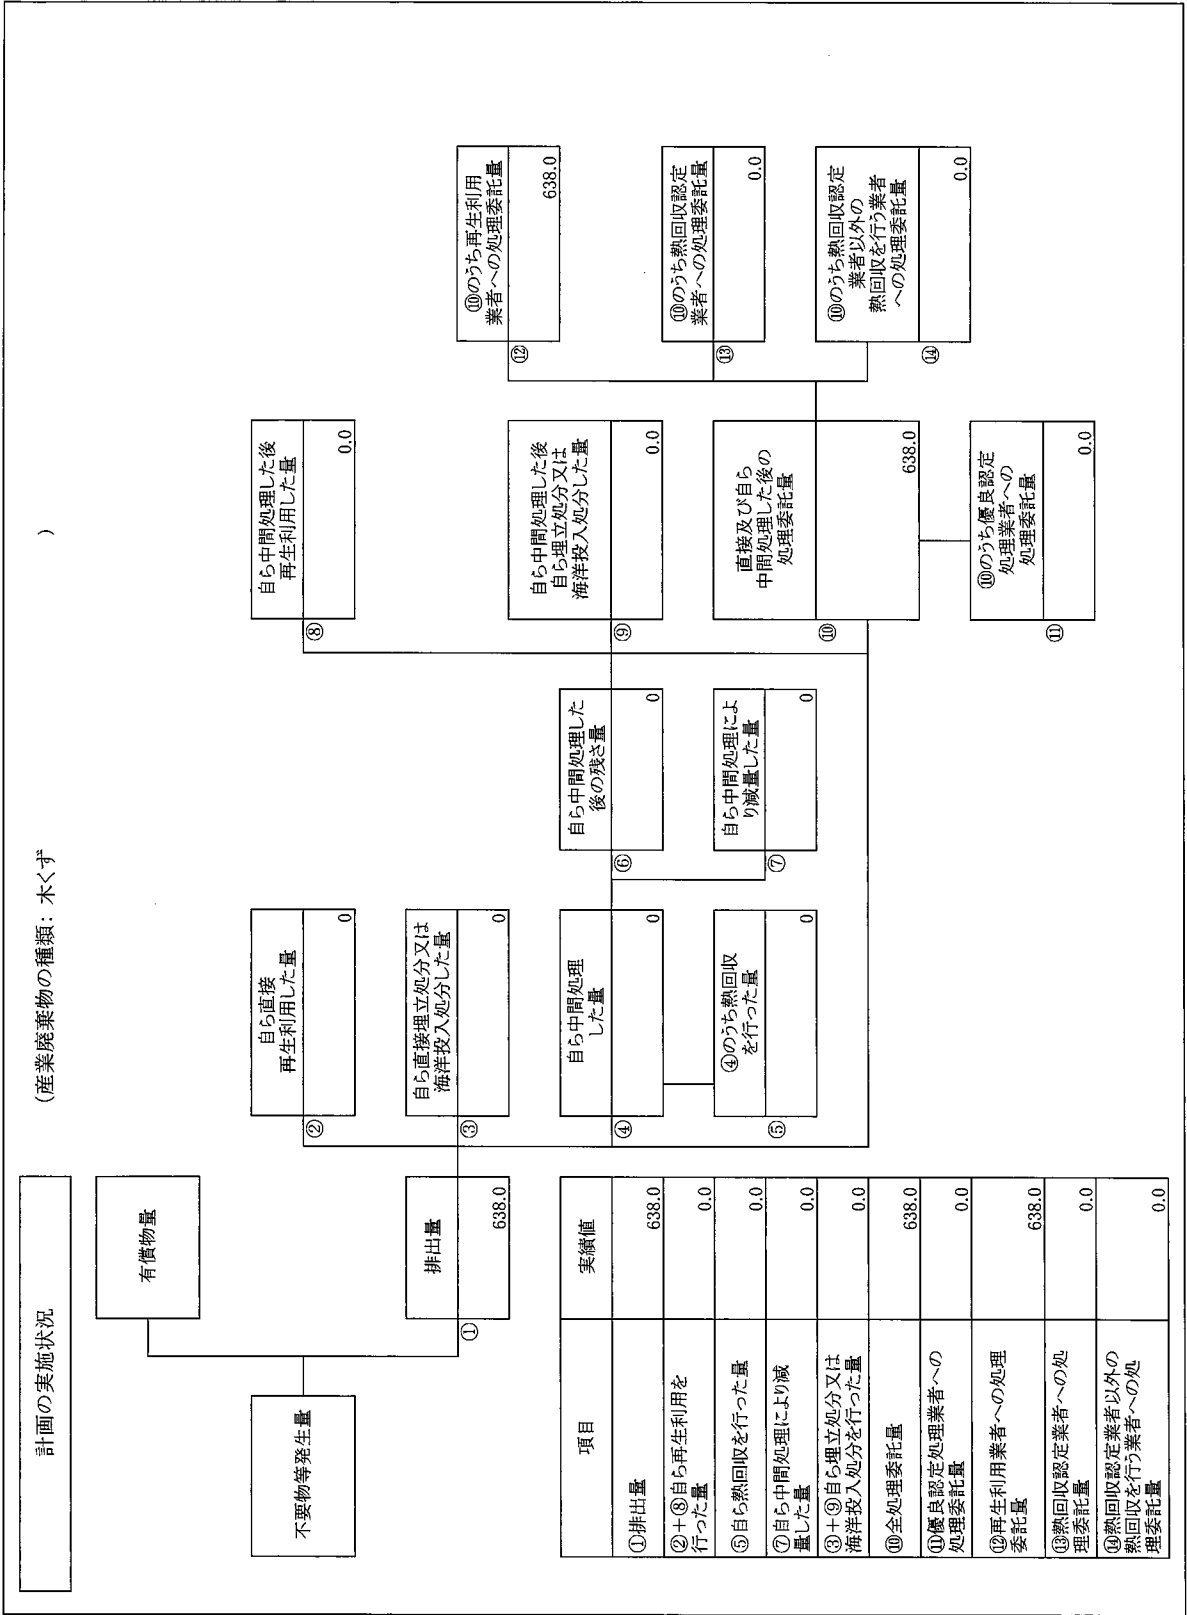 計画の実施状況
(産業廃棄物の種類: 木くず )
不要物等発生量
有償物量
排出量
①
638.0
自ら直接
再生利用した量
②
0
自ら直接埋立処分又は
海洋投入処分した量
③
0
自ら中間処理
した量
④
0
④のうち熱回収
を行った量
⑤
0
自ら中間処理した
後の残さ量
⑥
0
自ら中間処理によ
り減量した量
⑦
0
自ら中間処理した後
再生利用した量
⑧
0.0
自ら中間処理した後
自ら埋立処分又は
海洋投入処分した量
⑨
0.0
直接及び自ら
中間処理した後の
処理委託量
⑩
638.0
⑩のうち優良認定
処理業者への
処理委託量
⑪
0.0
⑩のうち再生利用
業者への処理委託量
⑫
638.0
⑩のうち熱回収認定
業者への処理委託量
⑬
0.0
⑩のうち熱回収認定
業者以外の
熱回収を行う業者
への処理委託量
⑭
0.0
項目 実績値
①排出量 638.0
②+⑧自ら再生利用を
行った量 0.0
⑤自ら熱回収を行った量 0.0
⑦自ら中間処理により減
量した量 0.0
③+⑨自ら埋立処分又は
海洋投入処分を行った量 0.0
⑩全処理委託量 638.0
⑪優良認定処理業者への
処理委託量 0.0
⑫再生利用業者への処理
委託量 638.0
⑬熱回収認定業者への処
理委託量 0.0
⑭熱回収認定業者以外の
熱回収を行う業者への処
理委託量 0.0